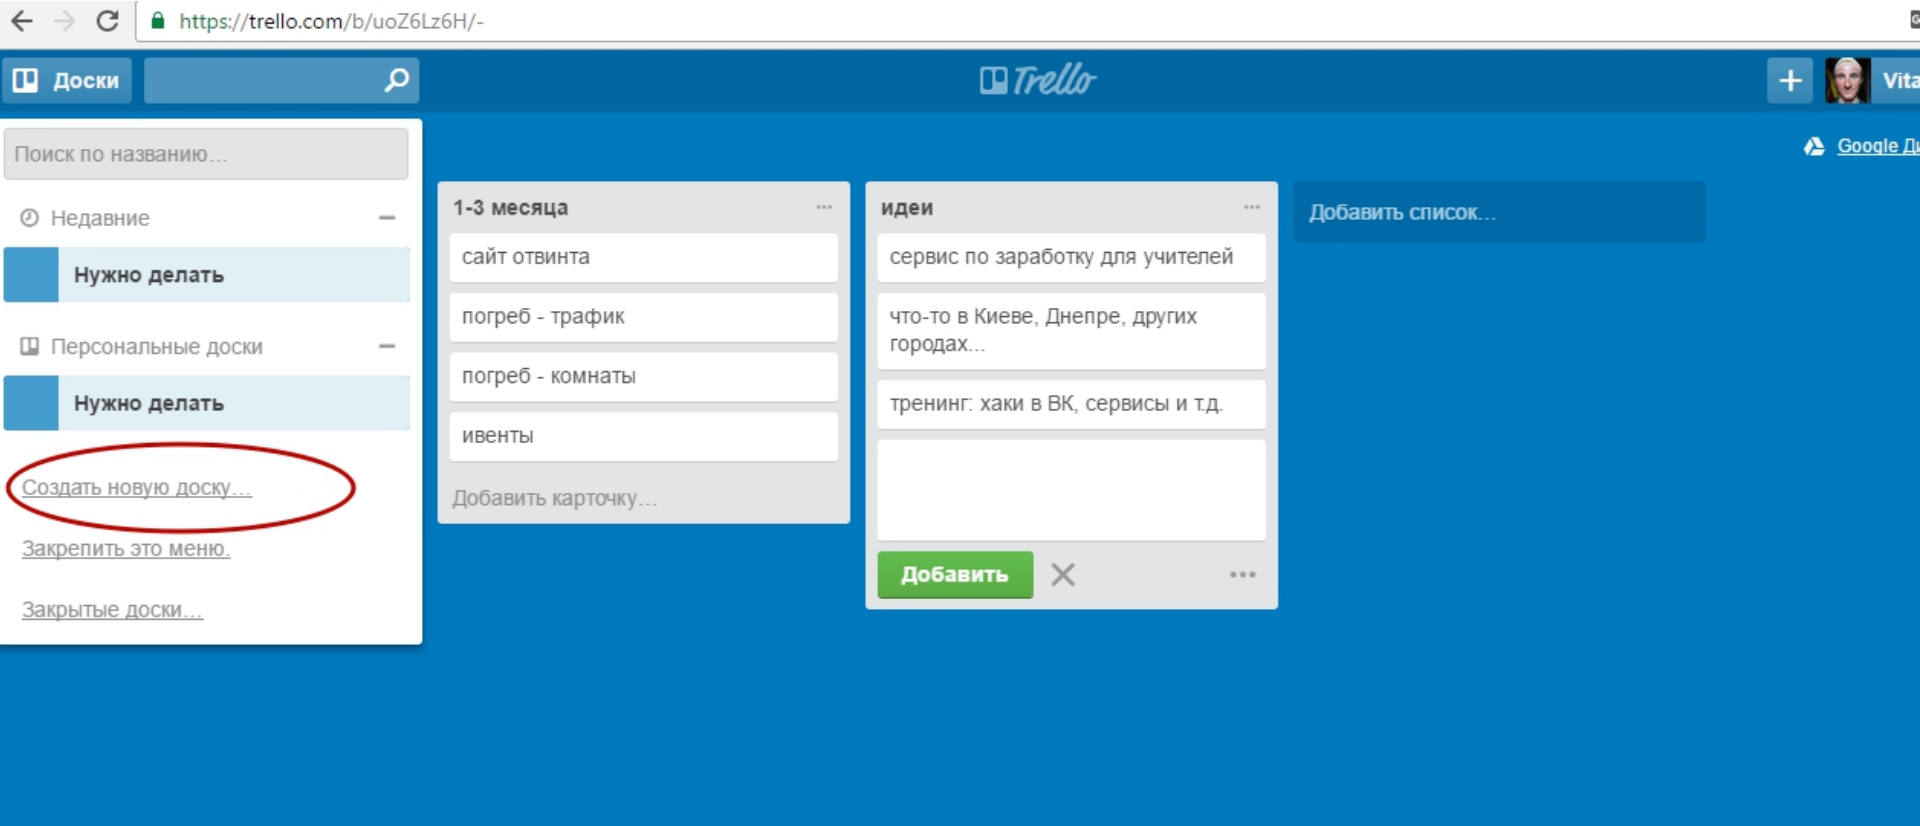 https://trello.com/b/uoZ6Lz6H/-
Доски
Trello
Vita
Поиск по названию...
Google Ди
Недавние
Нужно делать
Персональные доски
Нужно делать
Создать новую доску...
Закрепить это меню.
Закрытые доски...
1-3 месяца
сайт отвинта
погреб - трафик
погреб - комнаты
ивенты
Добавить карточку...
идеи
сервис по заработку для учителей
что-то в Киеве, Днепре, других
городах...
тренинг: хаки в ВК, сервисы и т.д.
Добавить
Добавить список...